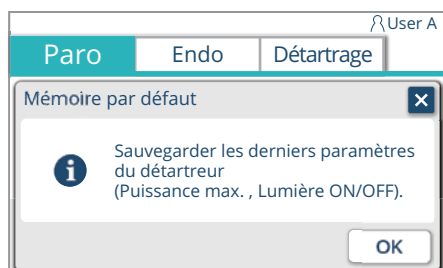 User A
Paro Endo Détartrage
Mémoire par défaut
Sauvegarder les derniers paramètres
du détartreur
(Puissance max. , Lumière ON/OFF).
OK